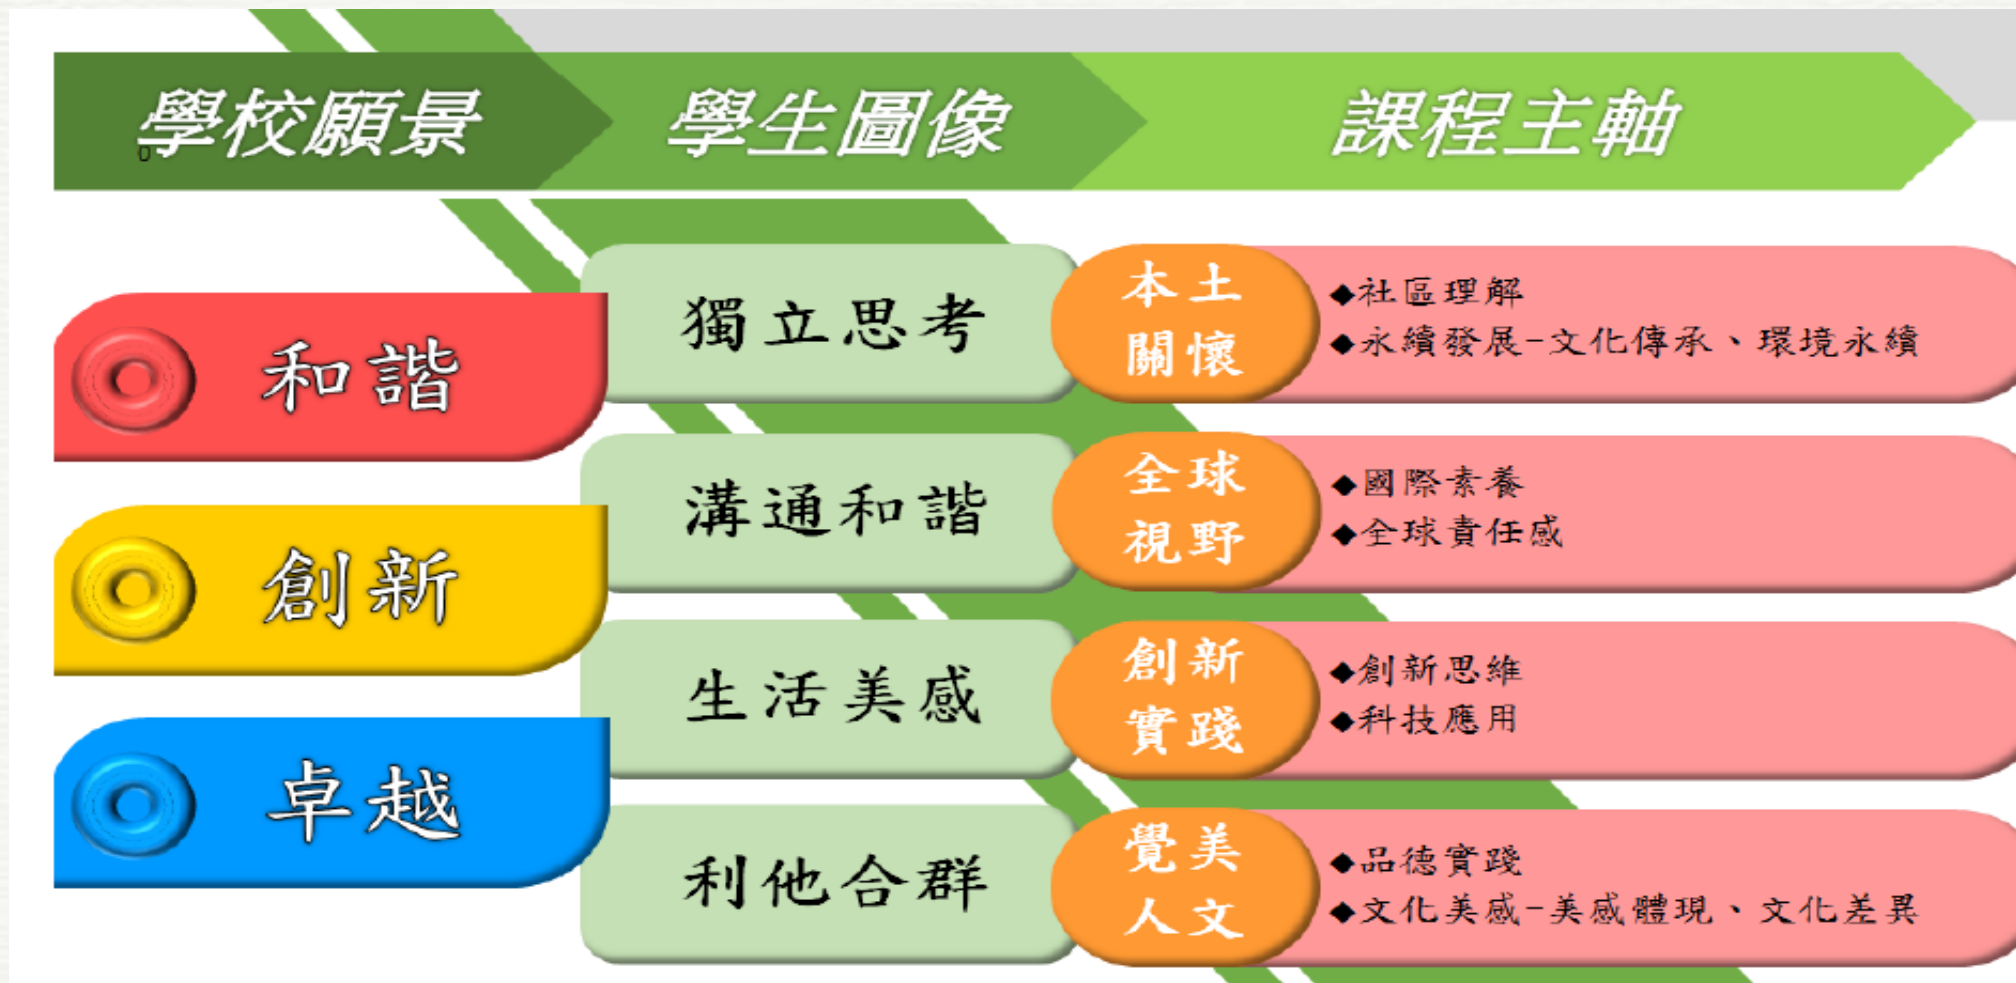 學校願景
學生圖像
課程主軸
0
和諧
創新
卓越
獨立思考
溝通和諧
生活美感
利他合群
本土
關懷
◆社區理解
◆永續發展-文化傳承、環境永續
全球
視野
◆國際素養
◆全球責任感
創新
實踐
◆創新思維
◆科技應用
覺美
人文
◆品德實踐
◆文化美感-美感體現、文化差異